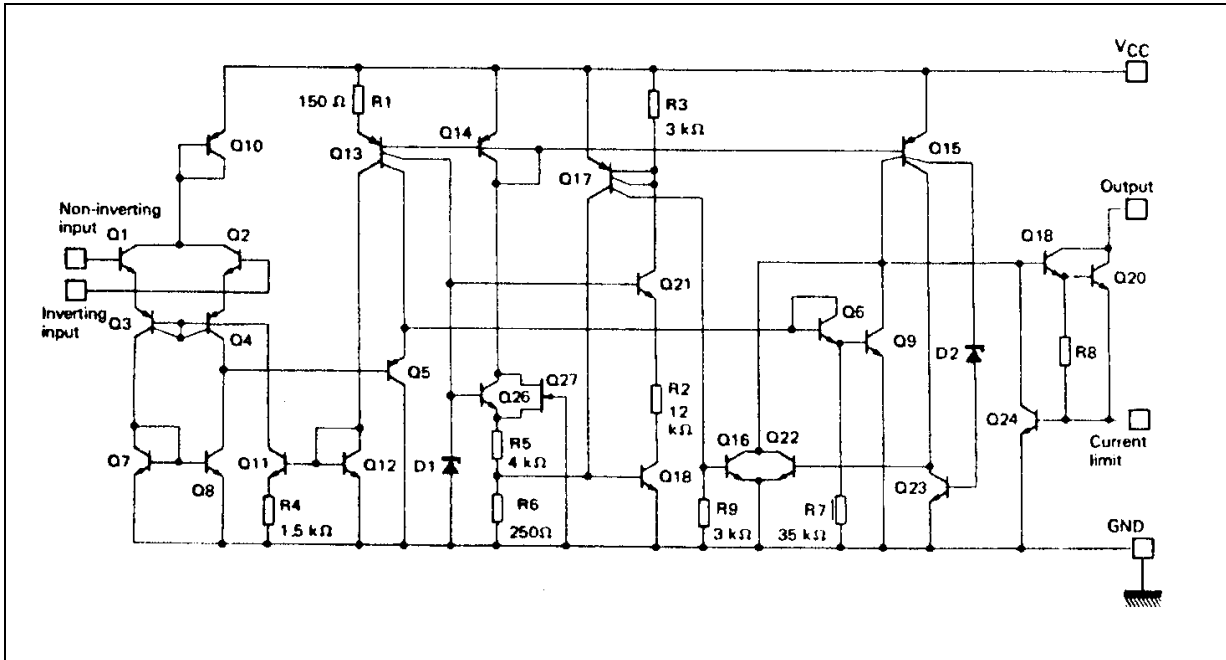 VCC
150 Ω
R1
R3
3 kΩ
Q10
Q13
Q14
Q17
Q15
Output
Non-inverting
input
Q1
Q2
Q18
Q20
Q21
Inverting
input
Q3
Q4
Q6
Q9
D2
R8
Q5
Q26
Q27
R2
12
kΩ
Q24
Current
limit
R5
4 kΩ
Q16
Q22
Q7
Q8
Q11
Q12
D1
Q18
Q23
R4
1.5 kΩ
R6
250Ω
R9
3 kΩ
R7
35 kΩ
GND